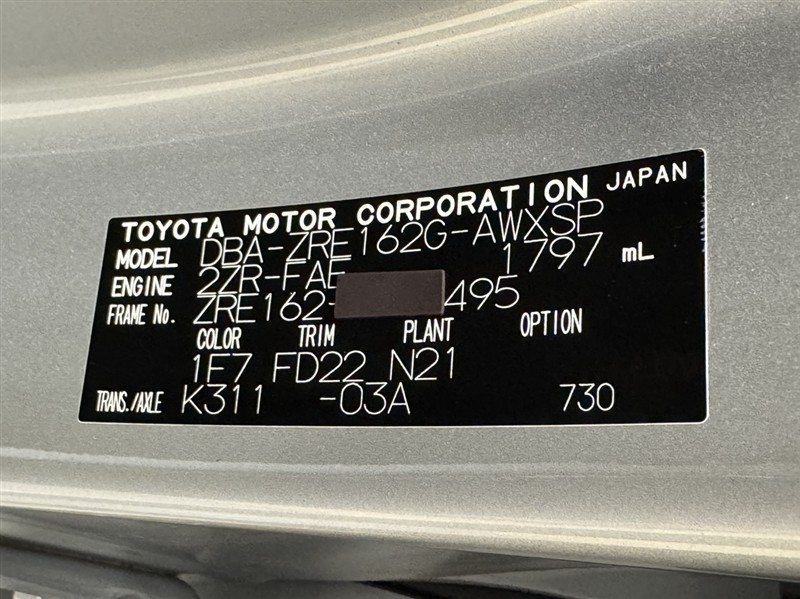 TOYOTA MOTOR CORPORATION JAPAN
MODEL DBA-ZRE162G-AWXSP
ENGINE 2ZR-FAE 1797 mL
FRAME No. ZRE162- 495
COLOR TRIM PLANT OPTION
1E7 FD22 N21
TRANS./AXLE K311 -03A 730